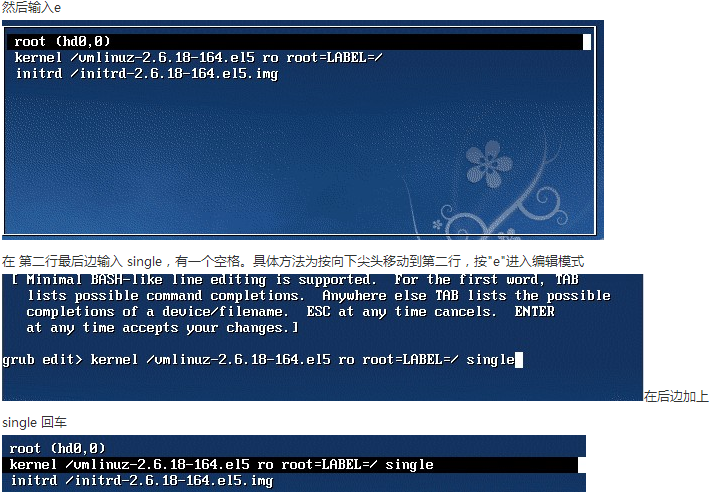 然后输入e
root (hd0,0)
kernel /vmlinuz-2.6.18-164.el5 ro root=LABEL=/
initrd /initrd-2.6.18-164.el5.img
在 第二行最后边输入 single，有一个空格。具体方法为按向下尖头移动到第二行，按"e"进入编辑模式
[ Minimal BASH-like line editing is supported.  For the first word, TAB
lists possible command completions.  Anywhere else TAB lists the possible
completions of a device/filename.  ESC at any time cancels.  ENTER
at any time accepts your changes.]
grub edit> kernel /vmlinuz-2.6.18-164.el5 ro root=LABEL=/ single
在后边加上
single 回车
root (hd0,0)
kernel /vmlinuz-2.6.18-164.el5 ro root=LABEL=/ single
initrd /initrd-2.6.18-164.el5.img